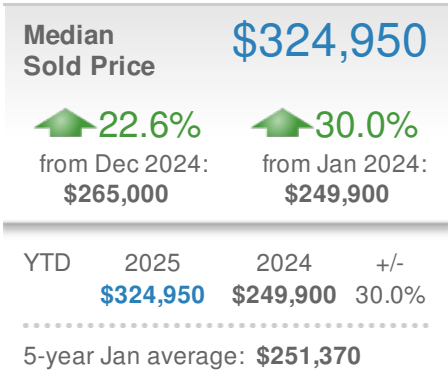 Median
Sold Price
$324,950
22.6%
30.0%
from Dec 2024:
from Jan 2024:
$265,000
$249,900
YTD 2025 2024 +/-
$324,950 $249,900 30.0%
5-year Jan average: $251,370